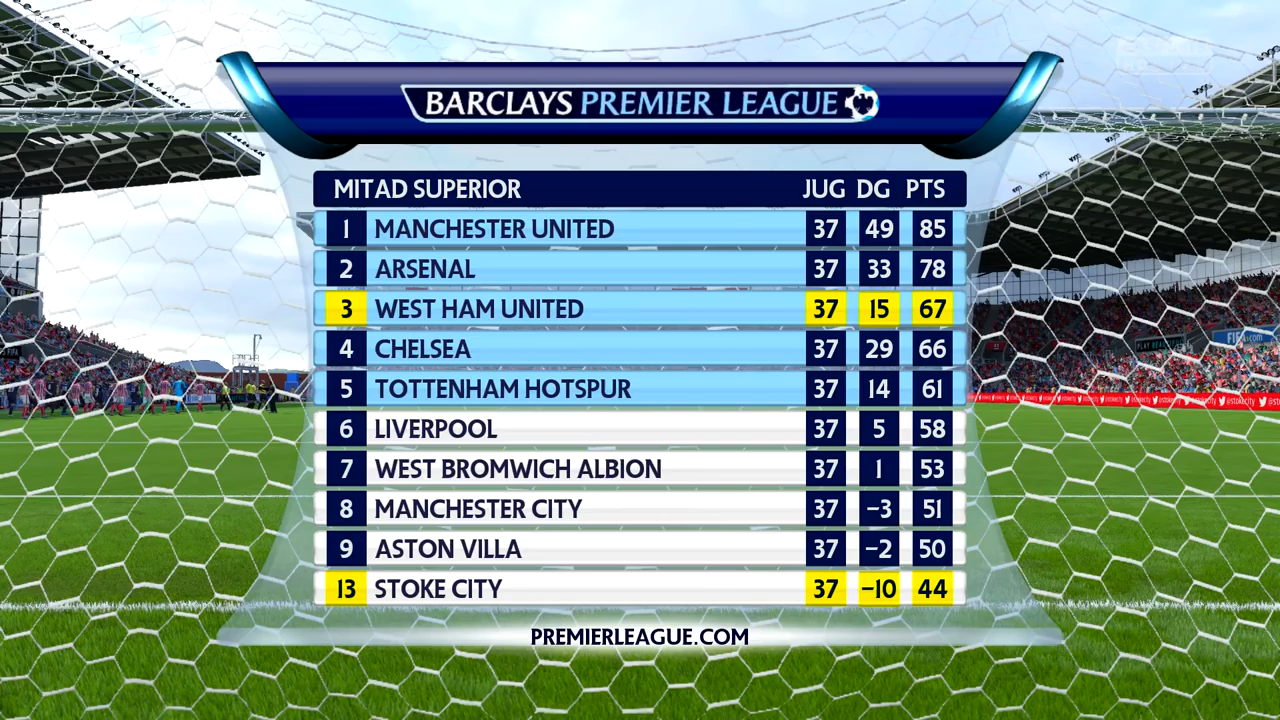 BARCLAYS PREMIER LEAGUE
MITAD SUPERIOR JUG DG PTS
1 MANCHESTER UNITED 37 49 85
2 ARSENAL 37 33 78
3 WEST HAM UNITED 37 15 67
4 CHELSEA 37 29 66
5 TOTTENHAM HOTSPUR 37 14 61
6 LIVERPOOL 37 5 58
7 WEST BROMWICH ALBION 37 1 53
8 MANCHESTER CITY 37 −3 51
9 ASTON VILLA 37 −2 50
13 STOKE CITY 37 −10 44
PREMIERLEAGUE.COM
FIFA.com
@stokecity